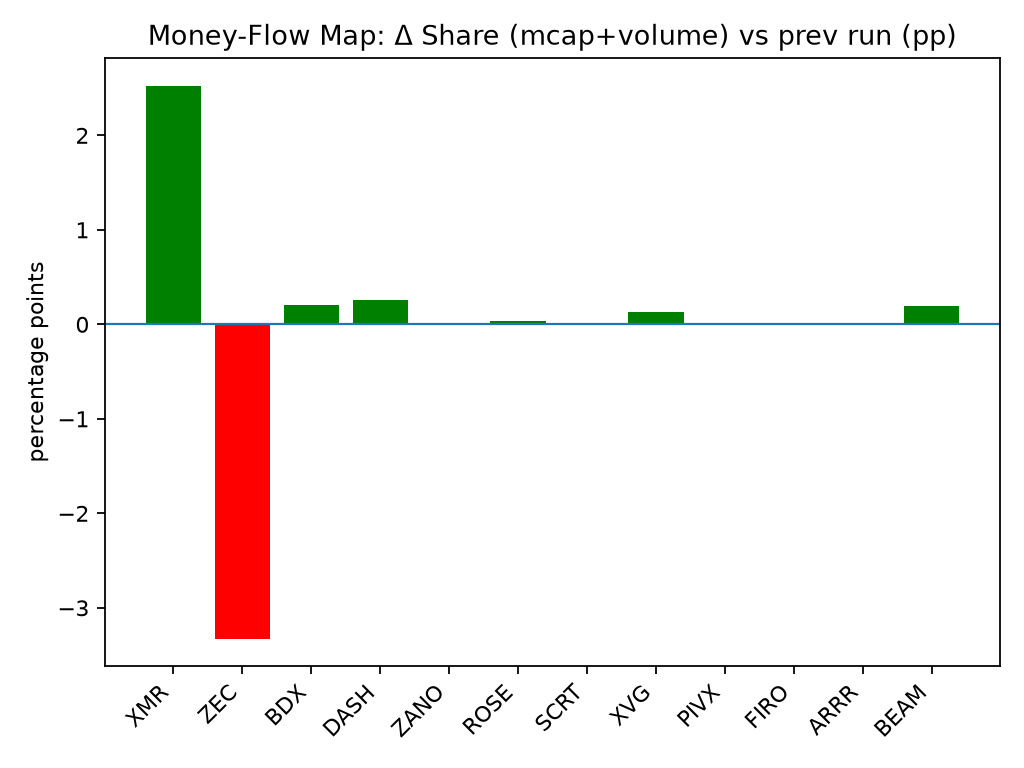 Money-Flow Map: Δ Share (mcap+volume) vs prev run (pp)
percentage points
2
1
0
−1
−2
−3
XMR
ZEC
BDX
DASH
ZANO
ROSE
SCRT
XVG
PIVX
FIRO
ARRR
BEAM